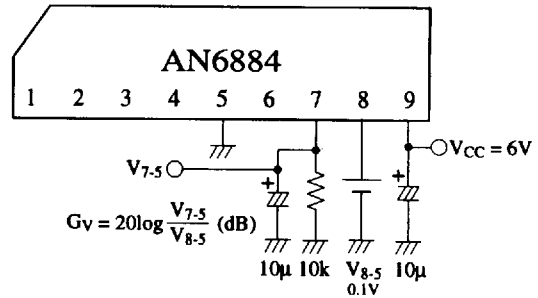 AN6884
1 2 3 4 5 6 7 8 9
V7-5
+
+
VCC = 6V
GV = 20log V7-5 / V8-5 (dB)
10μ 10k V8-5 0.1V 10μ